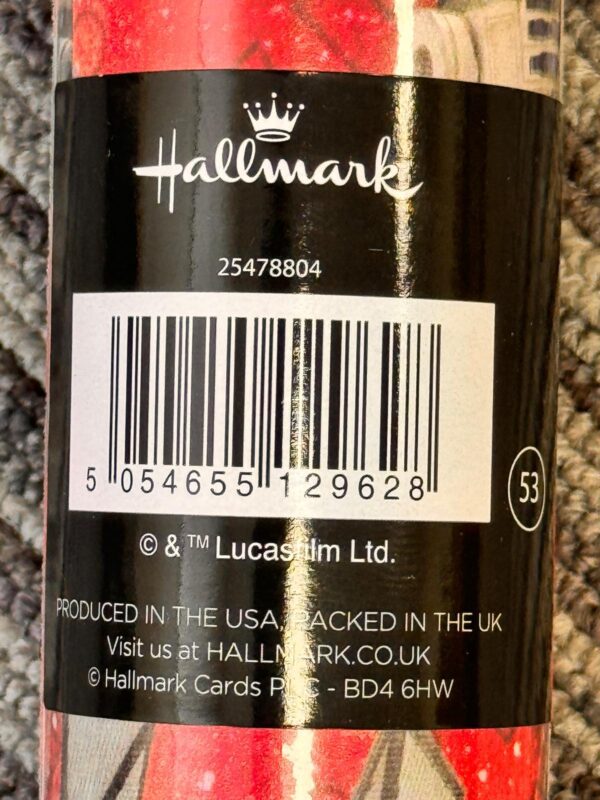 Hallmark
25478804
5 054655 129628
53
© & ™ Lucasfilm Ltd.
PRODUCED IN THE USA, PACKED IN THE UK
Visit us at HALLMARK.CO.UK
© Hallmark Cards PLC - BD4 6HW